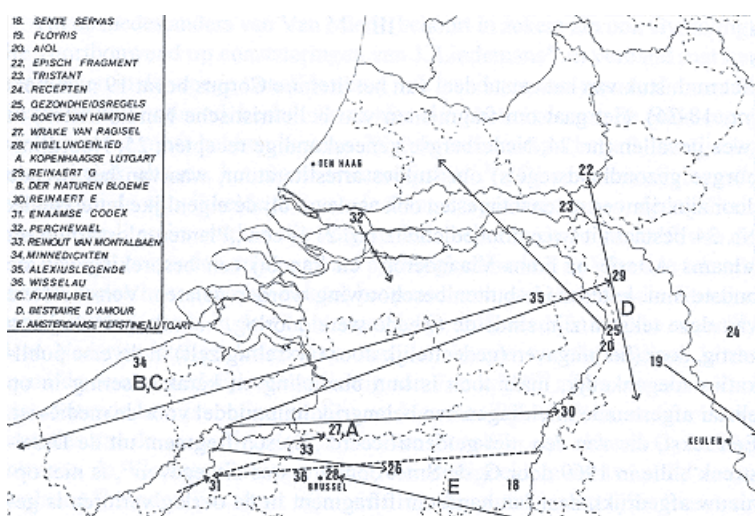 18. SENTE SERVAS
19. FLOYRIS
20. AIOL
22. EPISCH FRAGMENT
23. TRISTANT
24. RECEPTEN
25. GEZONDHEIDSREGELS
26. BOEVE VAN HAMTONE
27. WRAKE VAN RAGISEL
28. NIBELUNGENLIED
A. KOPENHAAGSE LUTGART
29. REINAERT G
B. DER NATUREN BLOEME
30. REINAERT E
31. ENAAMSE CODEX
32. PERCHEVAEL
33. REINOUT VAN MONTALBAEN
34. MINNEDICHTEN
35. ALEXIUSLEGENDE
36. WISSELAU
C. RIJMBIJBEL
D. BESTIAIRE D'AMOUR
E. AMSTERDAAMSE KERSTINE/LUTGART
DEN HAAG
22
23
32
29
35
D
25
20
24
19
34
B,C
30
27,A
33
KEULEN
31
36
28
26
BRUSSEL
E
18